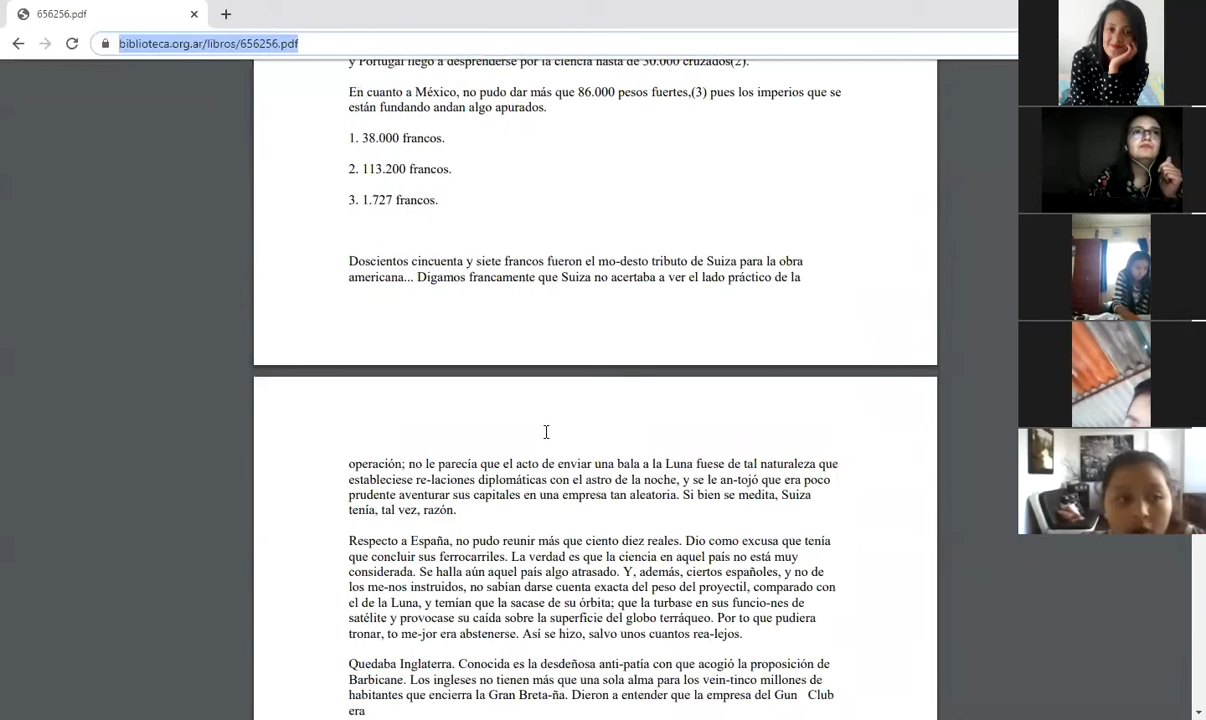 656256.pdf
biblioteca.org.ar/libros/656256.pdf
y Portugal llegó a desprenderse por la ciencia hasta de 30.000 cruzados(2).
En cuanto a México, no pudo dar más que 86.000 pesos fuertes,(3) pues los imperios que se
están fundando andan algo apurados.
1. 38.000 francos.
2. 113.200 francos.
3. 1.727 francos.
Doscientos cincuenta y siete francos fueron el mo-desto tributo de Suiza para la obra
americana... Digamos francamente que Suiza no acertaba a ver el lado práctico de la
operación; no le parecía que el acto de enviar una bala a la Luna fuese de tal naturaleza que
estableciese re-laciones diplomáticas con el astro de la noche, y se le an-tojó que era poco
prudente aventurar sus capitales en una empresa tan aleatoria. Si bien se medita, Suiza
tenía, tal vez, razón.
Respecto a España, no pudo reunir más que ciento diez reales. Dio como excusa que tenía
que concluir sus ferrocarriles. La verdad es que la ciencia en aquel país no está muy
considerada. Se halla aún aquel país algo atrasado. Y, además, ciertos españoles, y no de
los me-nos instruidos, no sabían darse cuenta exacta del peso del proyectil, comparado con
el de la Luna, y temían que la sacase de su órbita; que la turbase en sus funcio-nes de
satélite y provocase su caída sobre la superficie del globo terráqueo. Por to que pudiera
tronar, to me-jor era abstenerse. Así se hizo, salvo unos cuantos rea-lejos.
Quedaba Inglaterra. Conocida es la desdeñosa anti-patía con que acogió la proposición de
Barbicane. Los ingleses no tienen más que una sola alma para los vein-tinco millones de
habitantes que encierra la Gran Breta-ña. Dieron a entender que la empresa del Gun Club
era